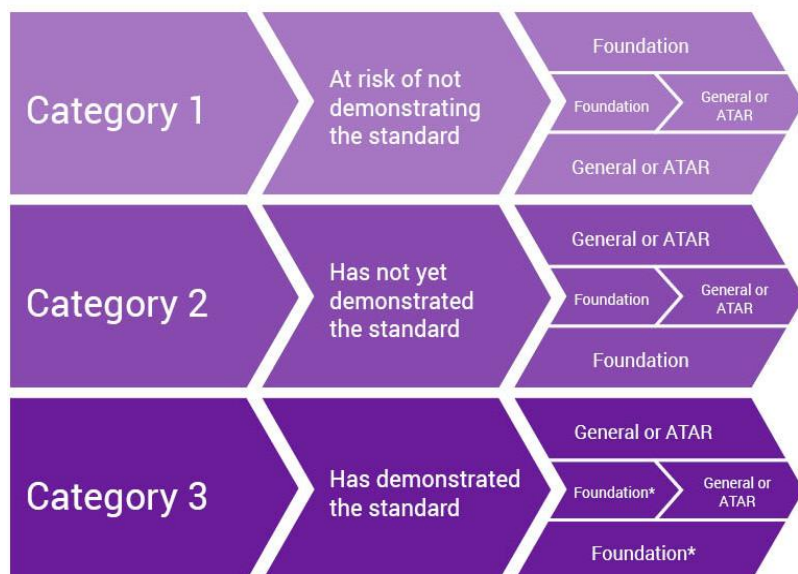 Category 1
At risk of not
demonstrating
the standard
Foundation
Foundation
General or
ATAR
General or ATAR
Category 2
Has not yet
demonstrated
the standard
General or ATAR
Foundation
General or
ATAR
Foundation
Category 3
Has demonstrated
the standard
General or ATAR
Foundation*
General or
ATAR
Foundation*